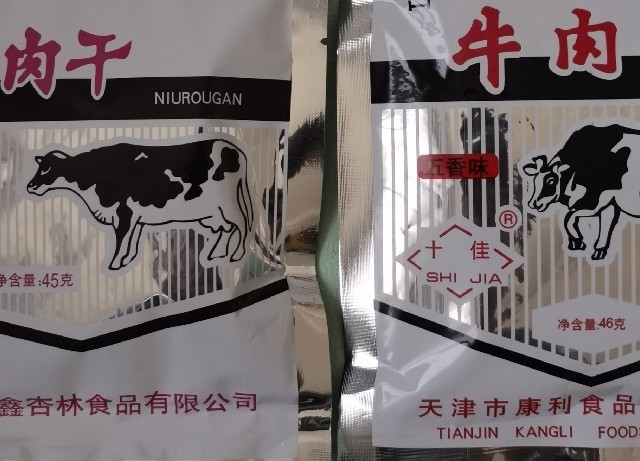 肉干
NIUROUGAN
净含量:45克
鑫杏林食品有限公司
牛肉
五香味
十佳
®
SHI JIA
净含量:46克
天津市康利食品
TIANJIN KANGLI FOODS